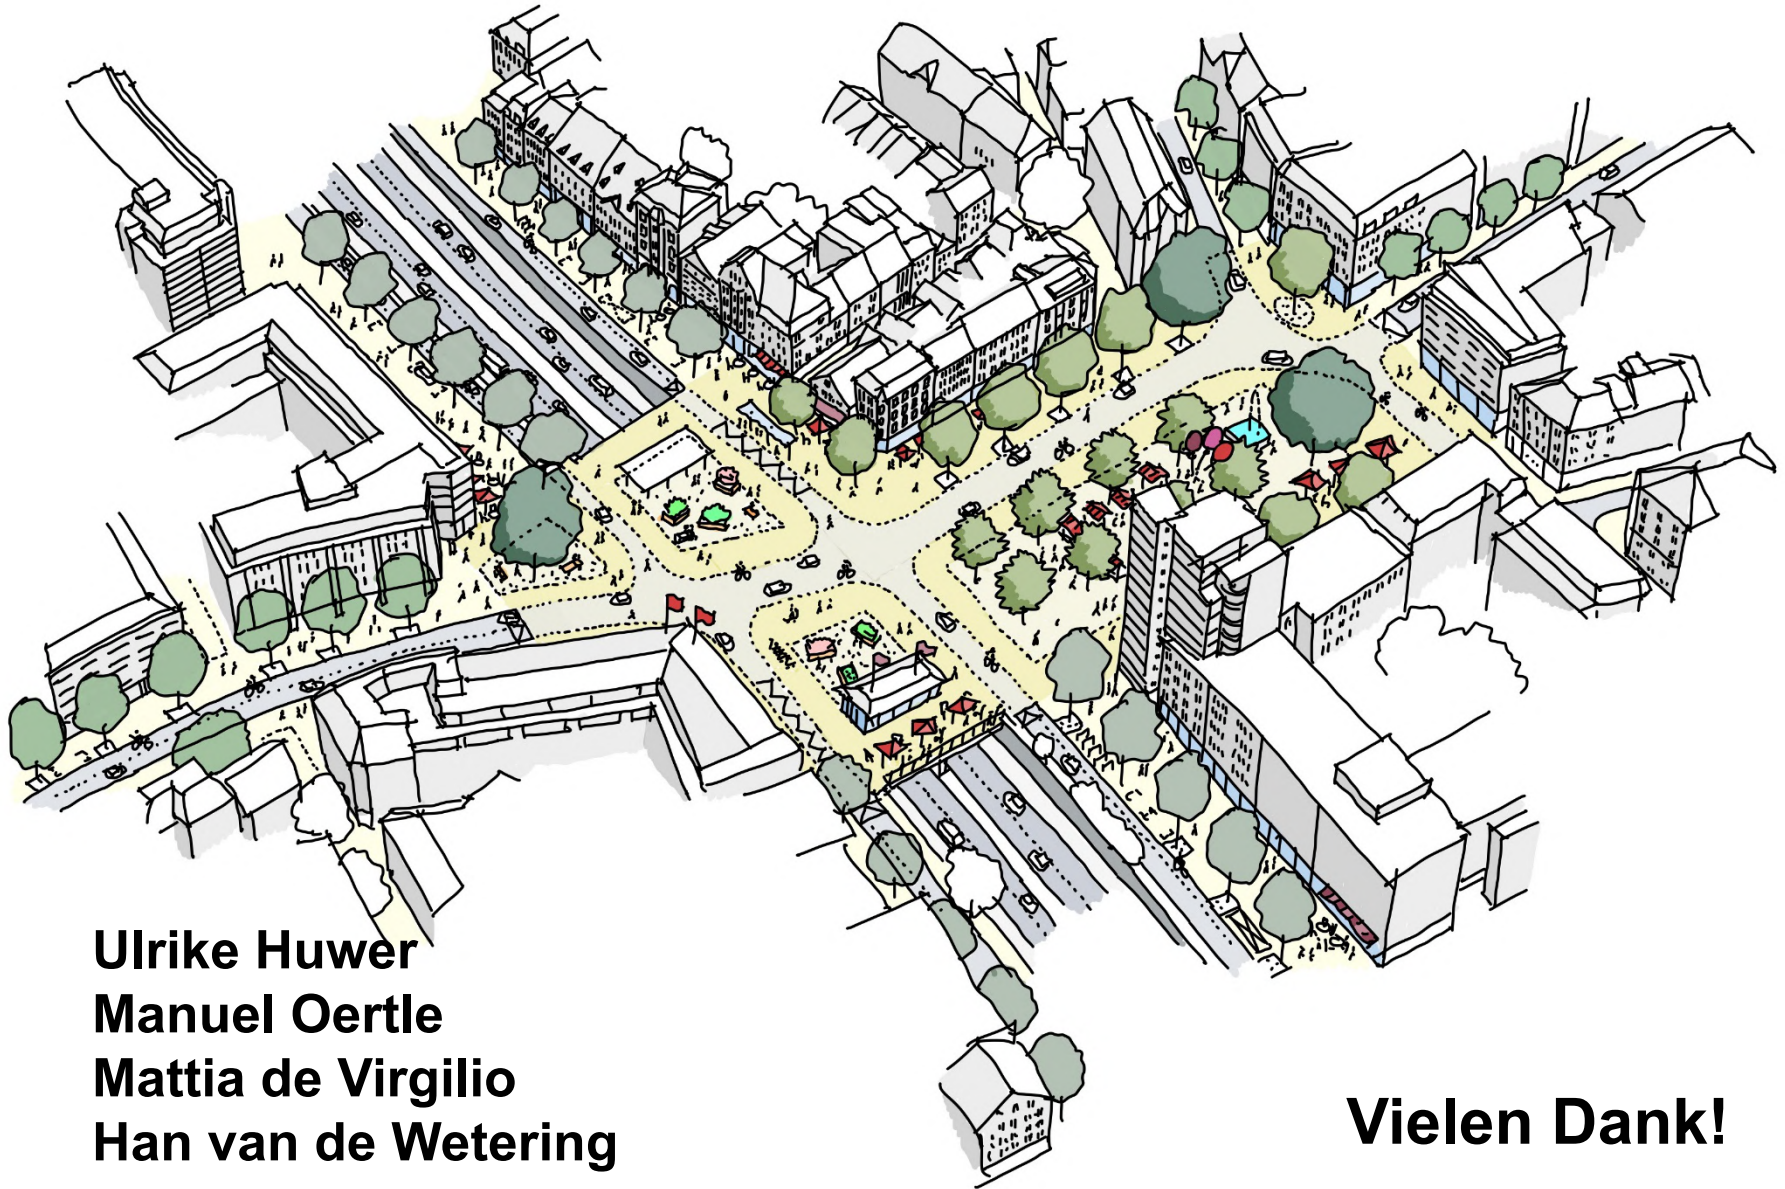 Ulrike Huwer
Manuel Oertle
Mattia de Virgilio
Han van de Wetering
Vielen Dank!